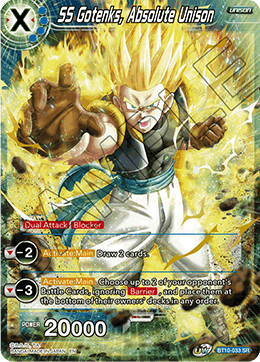 X
SS Gotenks, Absolute Unison
UNISON
Dual Attack Blocker
-2 Activate:Main Draw 2 cards.
-3 Activate:Main Choose up to 2 of your opponent's
Battle Cards, ignoring Barrier, and place them
at the bottom of their owners' decks in any order.
POWER 20000
BT10-033 SR